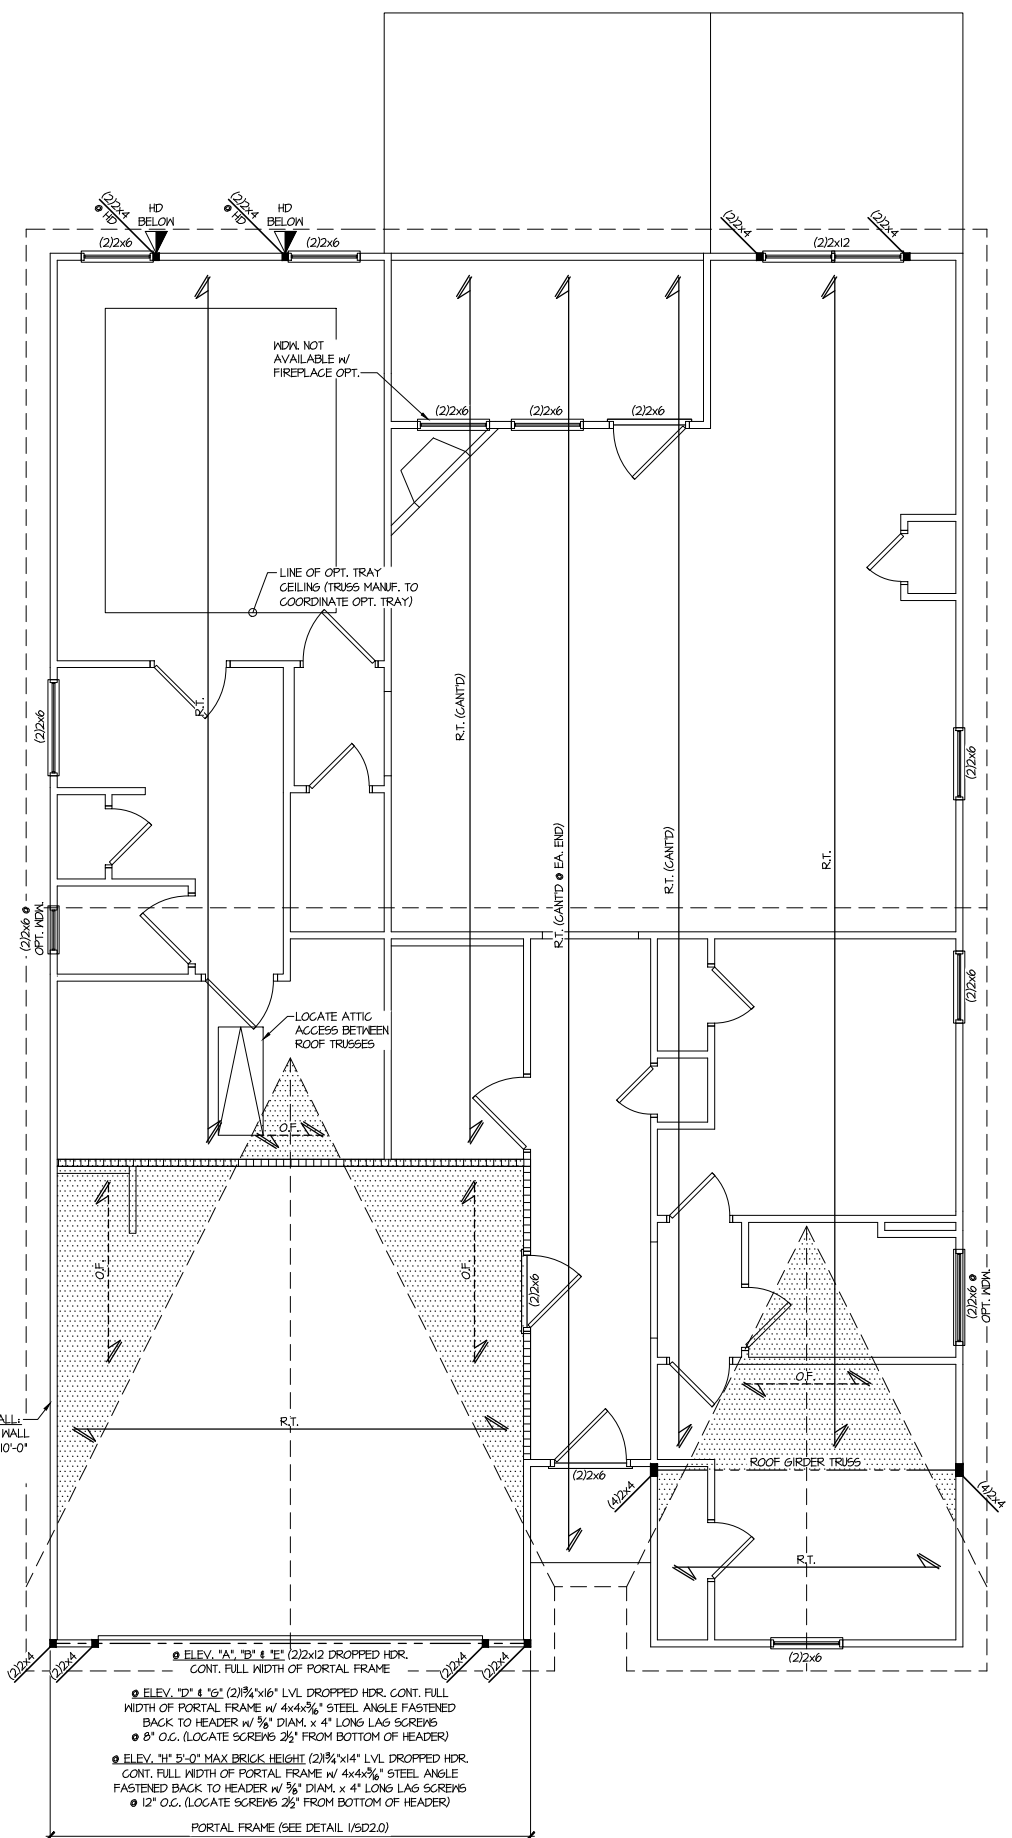 (2)2x4
@ HD
HD
BELOW
(2)2x4
@ HD
HD
BELOW
(2)2x4
(2)2x4
(2)2x6
(2)2x6
(2)2x12
WDW. NOT
AVAILABLE W/
FIREPLACE OPT.
(2)2x6
(2)2x6
(2)2x6
LINE OF OPT. TRAY
CEILING (TRUSS MANUF. TO
COORDINATE OPT. TRAY)
R.T.
R.T. (CANT'D)
(2)2x6
(2)2x6
R.T. (CANT'D @ EA. END)
R.T. (CANT'D)
R.T.
(2)2x6 @
OPT. WDW.
(2)2x6
LOCATE ATTIC
ACCESS BETWEEN
ROOF TRUSSES
O.F.
O.F.
O.F.
(2)2x6
(2)2x6 @
OPT. WDW.
O.F.
ALL:
WALL
10'-0"
R.T.
ROOF GIRDER TRUSS
(2)2x6
(4)2x4
(4)2x4
R.T.
(2)2x4
(2)2x4
(2)2x4
(2)2x4
(2)2x6
@ ELEV. "A", "B" & "E" (2)2x12 DROPPED HDR.
CONT. FULL WIDTH OF PORTAL FRAME
@ ELEV. "D" & "G" (2)1¾"x16" LVL DROPPED HDR. CONT. FULL
WIDTH OF PORTAL FRAME W/ 4x4x5/16" STEEL ANGLE FASTENED
BACK TO HEADER W/ 5/8" DIAM. x 4" LONG LAG SCREWS
@ 8" O.C. (LOCATE SCREWS 2½" FROM BOTTOM OF HEADER)
@ ELEV. "H" 5'-0" MAX BRICK HEIGHT (2)1¾"x14" LVL DROPPED HDR.
CONT. FULL WIDTH OF PORTAL FRAME W/ 4x4x5/16" STEEL ANGLE
FASTENED BACK TO HEADER W/ 5/8" DIAM. x 4" LONG LAG SCREWS
@ 12" O.C. (LOCATE SCREWS 2½" FROM BOTTOM OF HEADER)
PORTAL FRAME (SEE DETAIL 1/SD2.0)